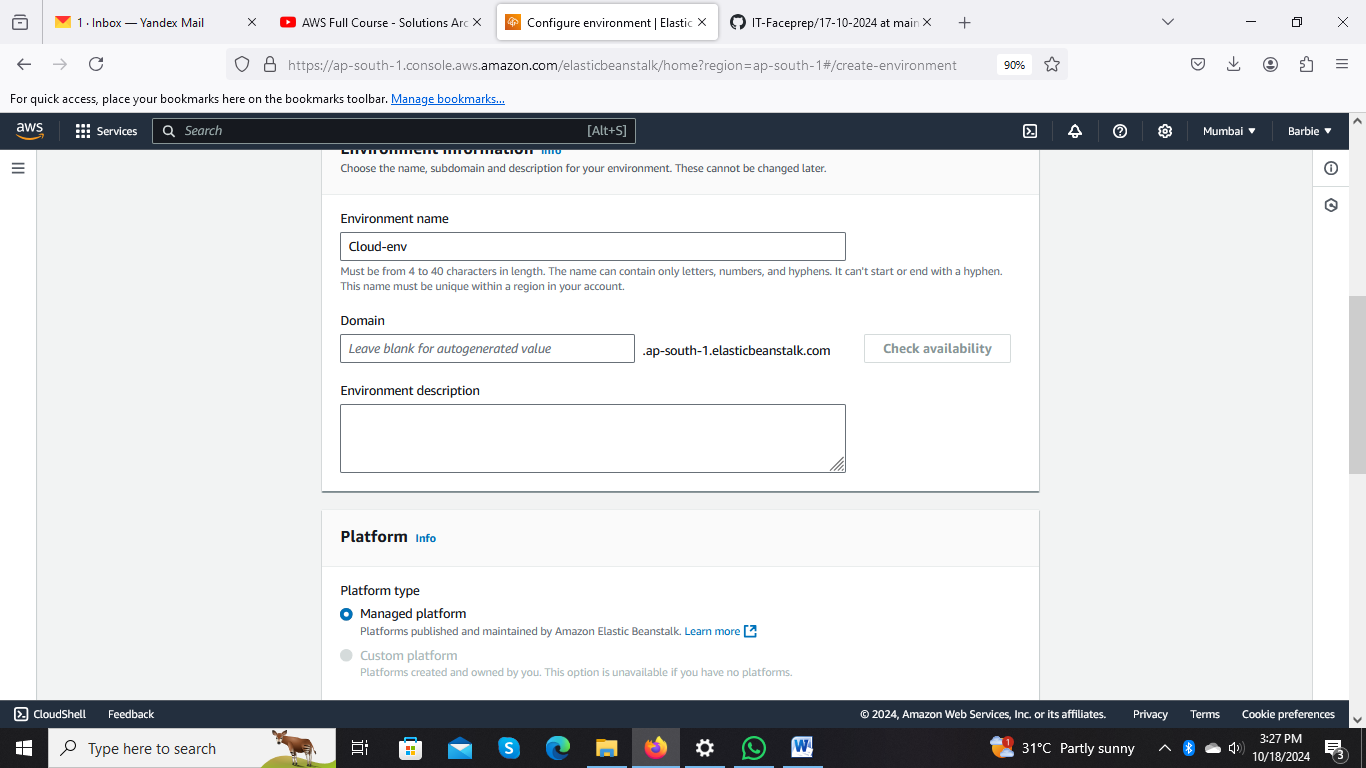 1 · Inbox — Yandex Mail
AWS Full Course - Solutions Arc
Configure environment | Elastic
IT-Faceprep/17-10-2024 at main
https://ap-south-1.console.aws.amazon.com/elasticbeanstalk/home?region=ap-south-1#/create-environment
90%
For quick access, place your bookmarks here on the bookmarks toolbar. Manage bookmarks...
aws
Services
Search
[Alt+S]
Mumbai
Barbie
Environment information Info
Choose the name, subdomain and description for your environment. These cannot be changed later.
Environment name
Cloud-env
Must be from 4 to 40 characters in length. The name can contain only letters, numbers, and hyphens. It can't start or end with a hyphen.
This name must be unique within a region in your account.
Domain
Leave blank for autogenerated value
.ap-south-1.elasticbeanstalk.com
Check availability
Environment description
Platform Info
Platform type
Managed platform
Platforms published and maintained by Amazon Elastic Beanstalk. Learn more
Custom platform
Platforms created and owned by you. This option is unavailable if you have no platforms.
CloudShell
Feedback
© 2024, Amazon Web Services, Inc. or its affiliates.
Privacy
Terms
Cookie preferences
Type here to search
1
31°C Partly sunny
3:27 PM
10/18/2024
3